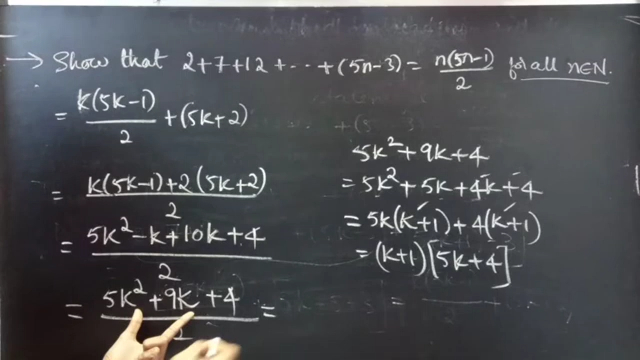 → Show that 2+7+12+...+(5n-3) = n(5n-1)/2 for all n∈N.
= k(5k-1)/2 + (5k+2)
= k(5k-1)+2(5k+2)/2
= 5k²-k+10k+4/2
= 5k²+9k+4/2 =
5k²+9k+4
= 5k²+5k+4k+4
= 5k(k+1)+4(k+1)
= (k+1)[5k+4]